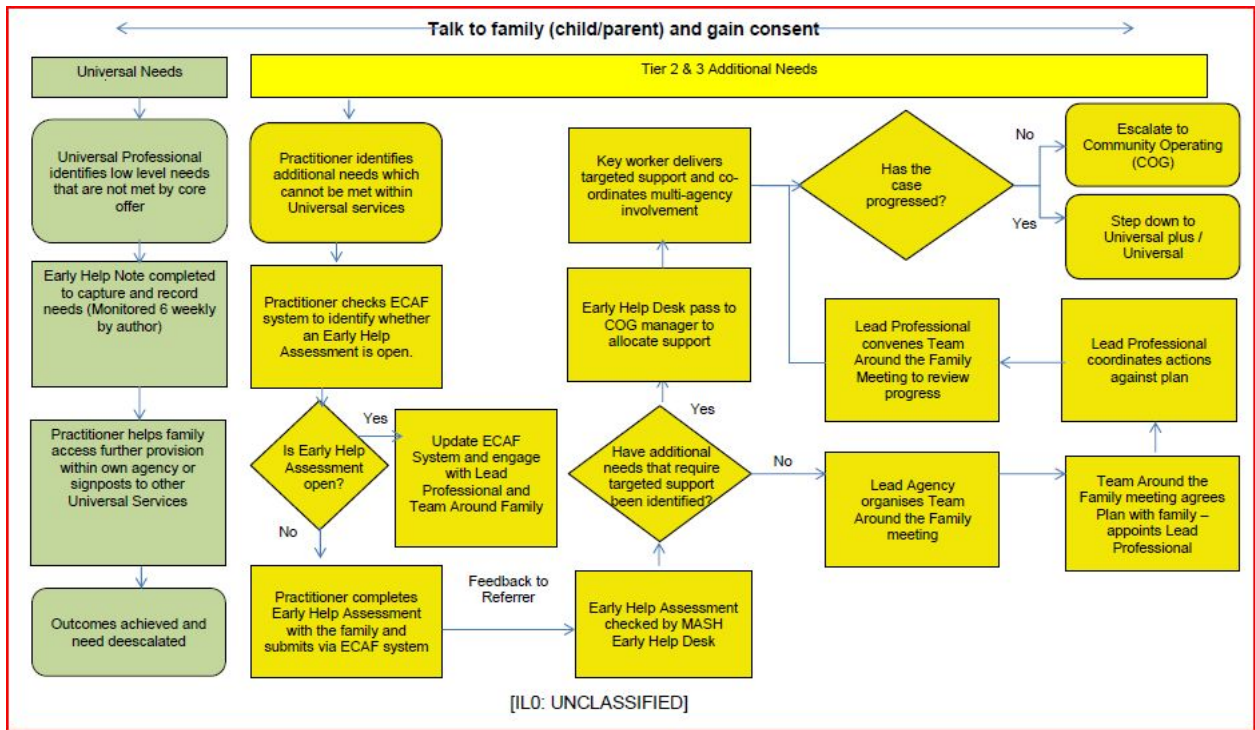 Talk to family (child/parent) and gain consent
Universal Needs
Tier 2 & 3 Additional Needs
Universal Professional
identifies low level needs
that are not met by core
offer
Early Help Note completed
to capture and record
needs (Monitored 6 weekly
by author)
Practitioner helps family
access further provision
within own agency or
signposts to other
Universal Services
Outcomes achieved and
need deescalated
Practitioner identifies
additional needs which
cannot be met within
Universal services
Practitioner checks ECAF
system to identify whether
an Early Help
Assessment is open.
Is Early Help
Assessment
open?
Yes
Update ECAF
System and engage
with Lead
Professional and
Team Around Family
No
Practitioner completes
Early Help Assessment
with the family and
submits via ECAF system
Feedback to
Referrer
Early Help Assessment
checked by MASH
Early Help Desk
Have additional
needs that require
targeted support
been identified?
Yes
Early Help Desk pass to
COG manager to
allocate support
Key worker delivers
targeted support and co-
ordinates multi-agency
involvement
No
Lead Agency
organises Team
Around the Family
meeting
Team Around the
Family meeting agrees
Plan with family –
appoints Lead
Professional
Lead Professional
coordinates actions
against plan
Lead Professional
convenes Team
Around the Family
Meeting to review
progress
Has the
case
progressed?
No
Escalate to
Community Operating
(COG)
Yes
Step down to
Universal plus /
Universal
[IL0: UNCLASSIFIED]